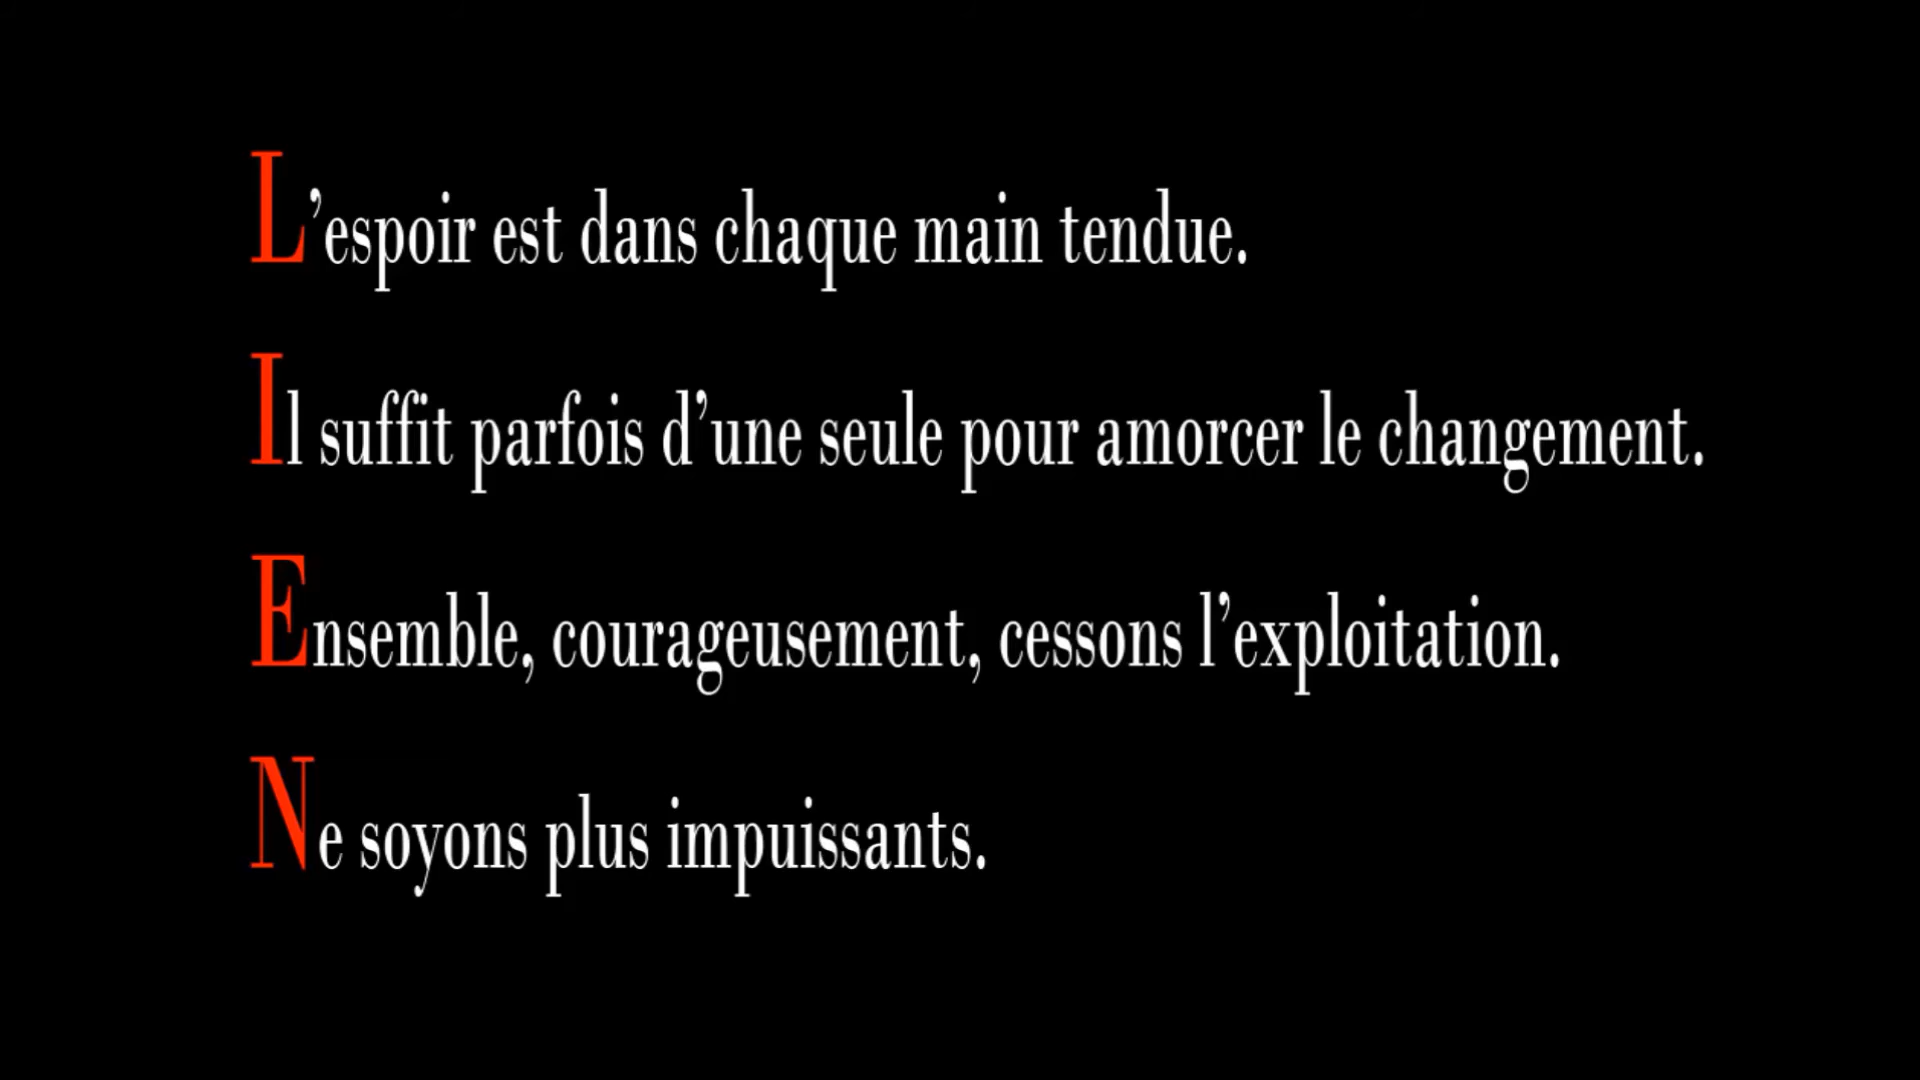 L’espoir est dans chaque main tendue.
Il suffit parfois d’une seule pour amorcer le changement.
Ensemble, courageusement, cessons l’exploitation.
Ne soyons plus impuissants.